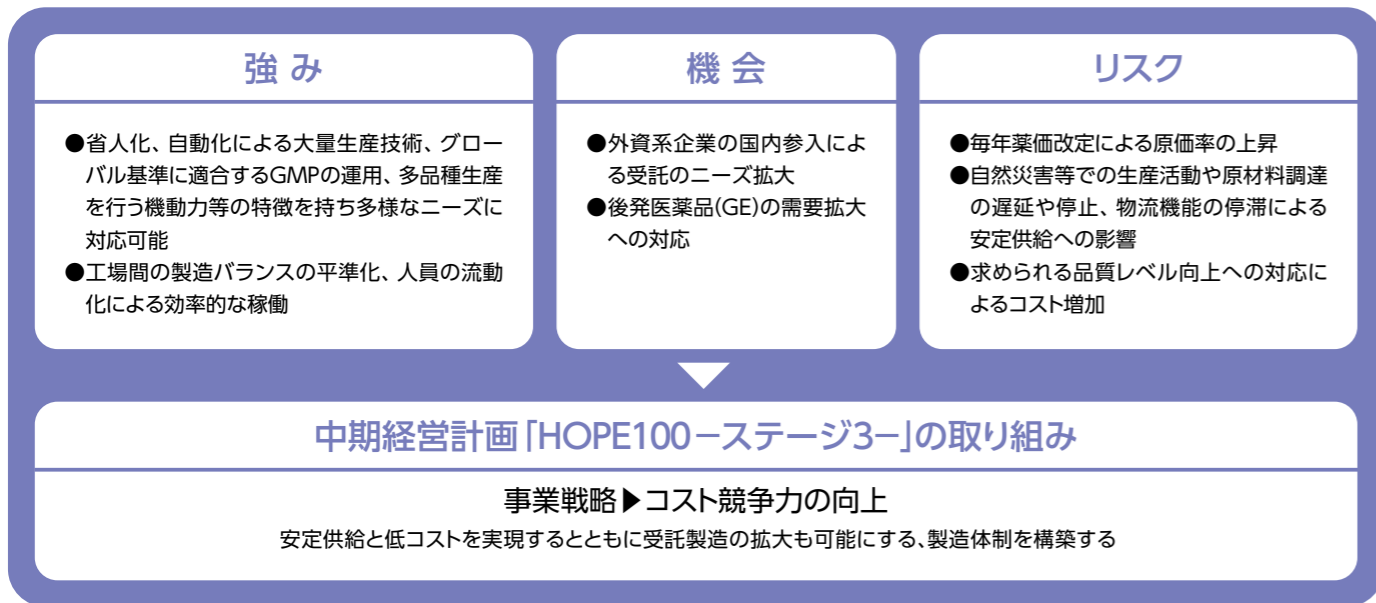 強 み
●省人化、自動化による大量生産技術、グロー
バル基準に適合するGMPの運用、多品種生産
を行う機動力等の特徴を持ち多様なニーズに
対応可能
●工場間の製造バランスの平準化、人員の流動
化による効率的な稼働
機 会
●外資系企業の国内参入によ
る受託のニーズ拡大
●後発医薬品(GE)の需要拡大
への対応
リスク
●毎年薬価改定による原価率の上昇
●自然災害等での生産活動や原材料調達
の遅延や停止、物流機能の停滞による
安定供給への影響
●求められる品質レベル向上への対応に
よるコスト増加
中期経営計画「HOPE100－ステージ3－」の取り組み
事業戦略▶コスト競争力の向上
安定供給と低コストを実現するとともに受託製造の拡大も可能にする、製造体制を構築する